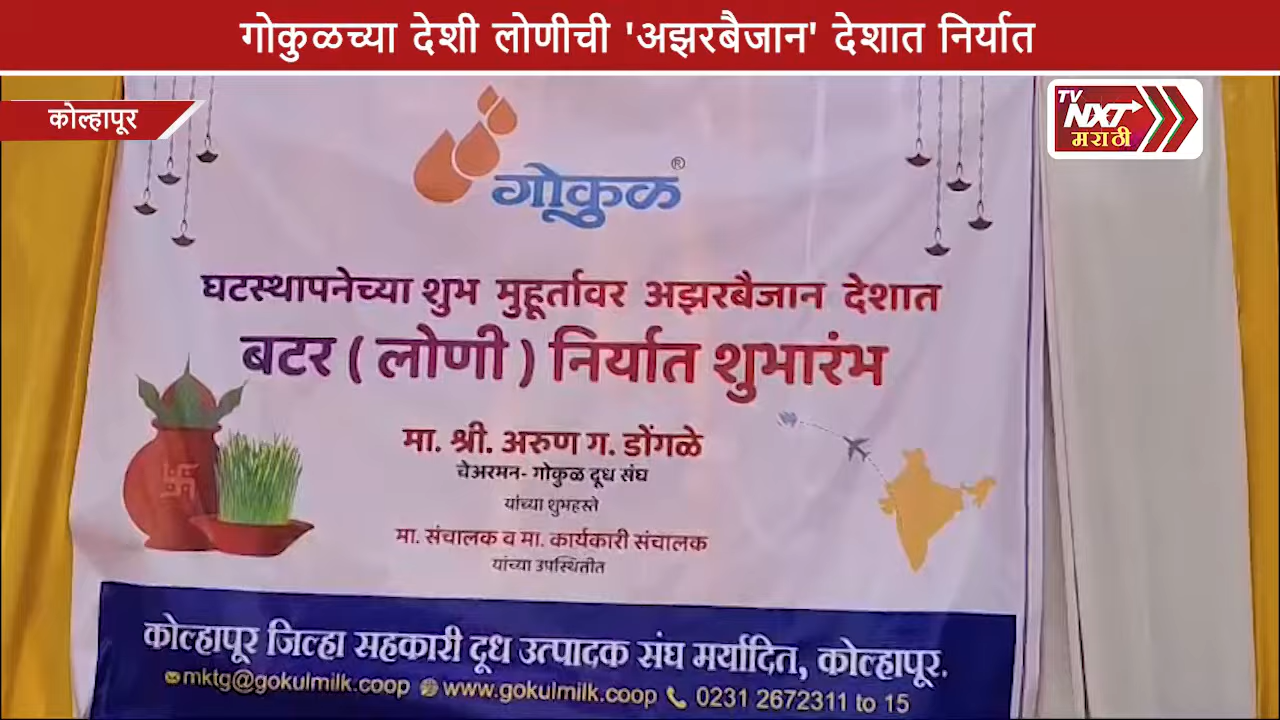 गोकुळच्या देशी लोणीची 'अझरबैजान' देशात निर्यात
कोल्हापूर
TV
NXT
मराठी
गोकुळ®
घटस्थापनेच्या शुभ मुहूर्तावर अझरबैजान देशात
बटर ( लोणी ) निर्यात शुभारंभ
मा. श्री. अरुण ग. डोंगळे
चेअरमन- गोकुळ दूध संघ
यांच्या शुभहस्ते
मा. संचालक व मा. कार्यकारी संचालक
यांच्या उपस्थितीत
कोल्हापूर जिल्हा सहकारी दूध उत्पादक संघ मर्यादित, कोल्हापूर.
mktg@gokulmilk.coop www.gokulmilk.coop 0231 2672311 to 15